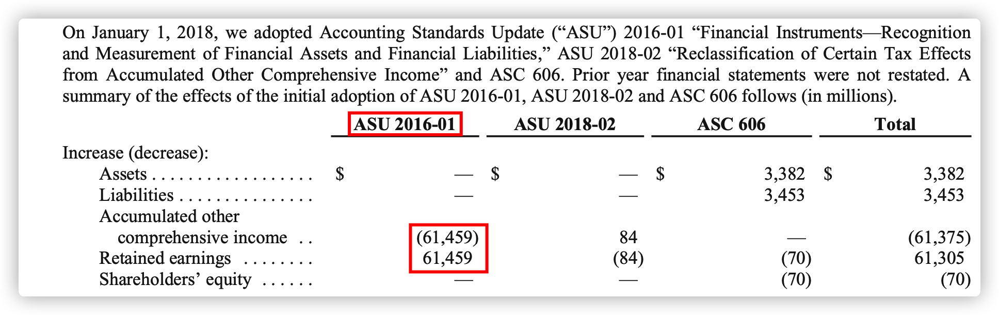 On January 1, 2018, we adopted Accounting Standards Update (“ASU”) 2016-01 “Financial Instruments—Recognition
and Measurement of Financial Assets and Financial Liabilities,” ASU 2018-02 “Reclassification of Certain Tax Effects
from Accumulated Other Comprehensive Income” and ASC 606. Prior year financial statements were not restated. A
summary of the effects of the initial adoption of ASU 2016-01, ASU 2018-02 and ASC 606 follows (in millions).
ASU 2016-01 ASU 2018-02 ASC 606 Total
Increase (decrease):
Assets . . . . . . . . . . . . . . . . . . $ — $ — $ 3,382 $ 3,382
Liabilities . . . . . . . . . . . . . . . — — 3,453 3,453
Accumulated other
comprehensive income . . (61,459) 84 — (61,375)
Retained earnings . . . . . . . . 61,459 (84) (70) 61,305
Shareholders’ equity . . . . . . — — (70) (70)